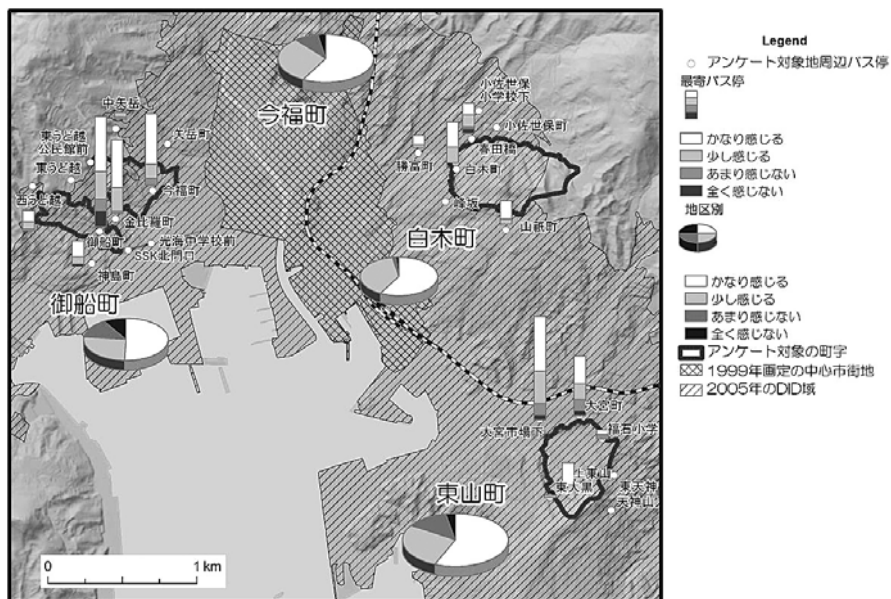 今福町
中矢岳
矢岳町
東うど越
公民館前
東うど越
西うど越
今福町
金比羅町
御船町
光海中学校前
SSK北門口
神島町
御船町
小佐世保
小学校下
小佐世保町
春田橋
勝富町
白木町
峰坂
山祇町
白木町
大宮町
大宮市場下
福石小学
上東山
東大黒
東天神
天神山
東山町
0 1 km
Legend
アンケート対象地周辺バス停
最寄バス停
かなり感じる
少し感じる
あまり感じない
全く感じない
地区別
かなり感じる
少し感じる
あまり感じない
全く感じない
アンケート対象の町字
1999年画定の中心市街地
2005年のDID域